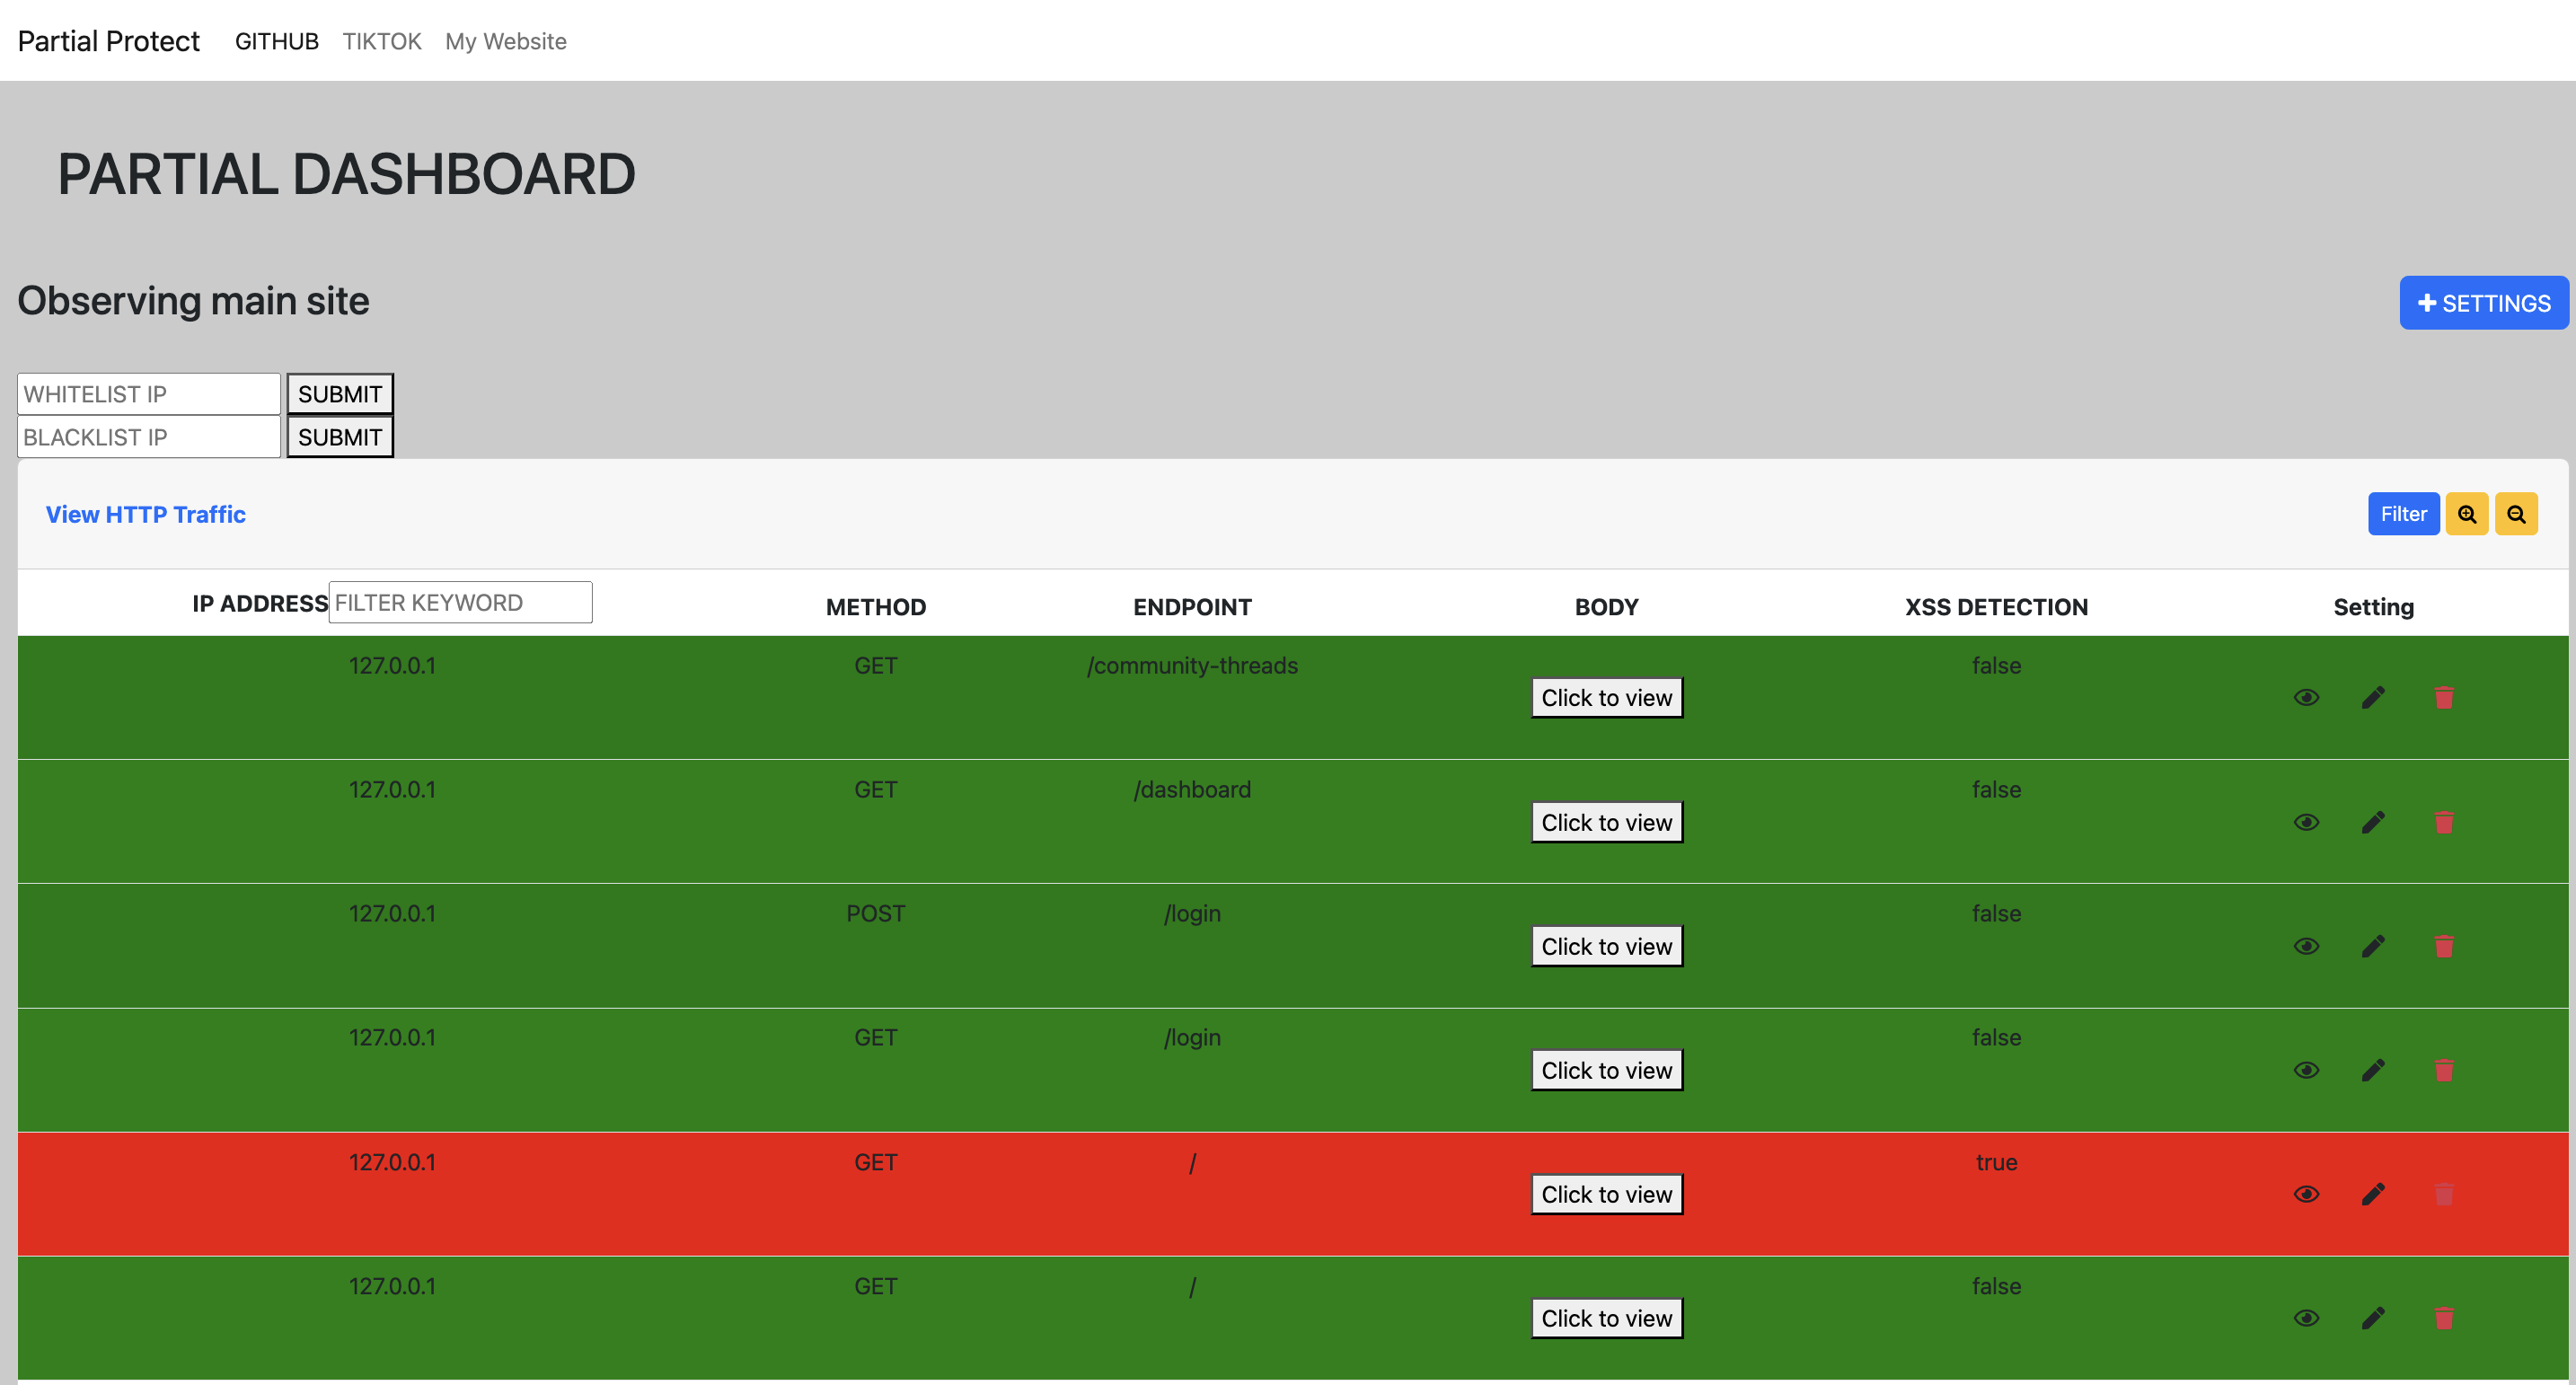 Partial Protect GITHUB TIKTOK My Website
PARTIAL DASHBOARD
Observing main site
SETTINGS
WHITELIST IP SUBMIT
BLACKLIST IP SUBMIT
View HTTP Traffic
Filter
IP ADDRESS FILTER KEYWORD METHOD ENDPOINT BODY XSS DETECTION Setting
127.0.0.1 GET /community-threads Click to view false
127.0.0.1 GET /dashboard Click to view false
127.0.0.1 POST /login Click to view false
127.0.0.1 GET /login Click to view false
127.0.0.1 GET / Click to view true
127.0.0.1 GET / Click to view false